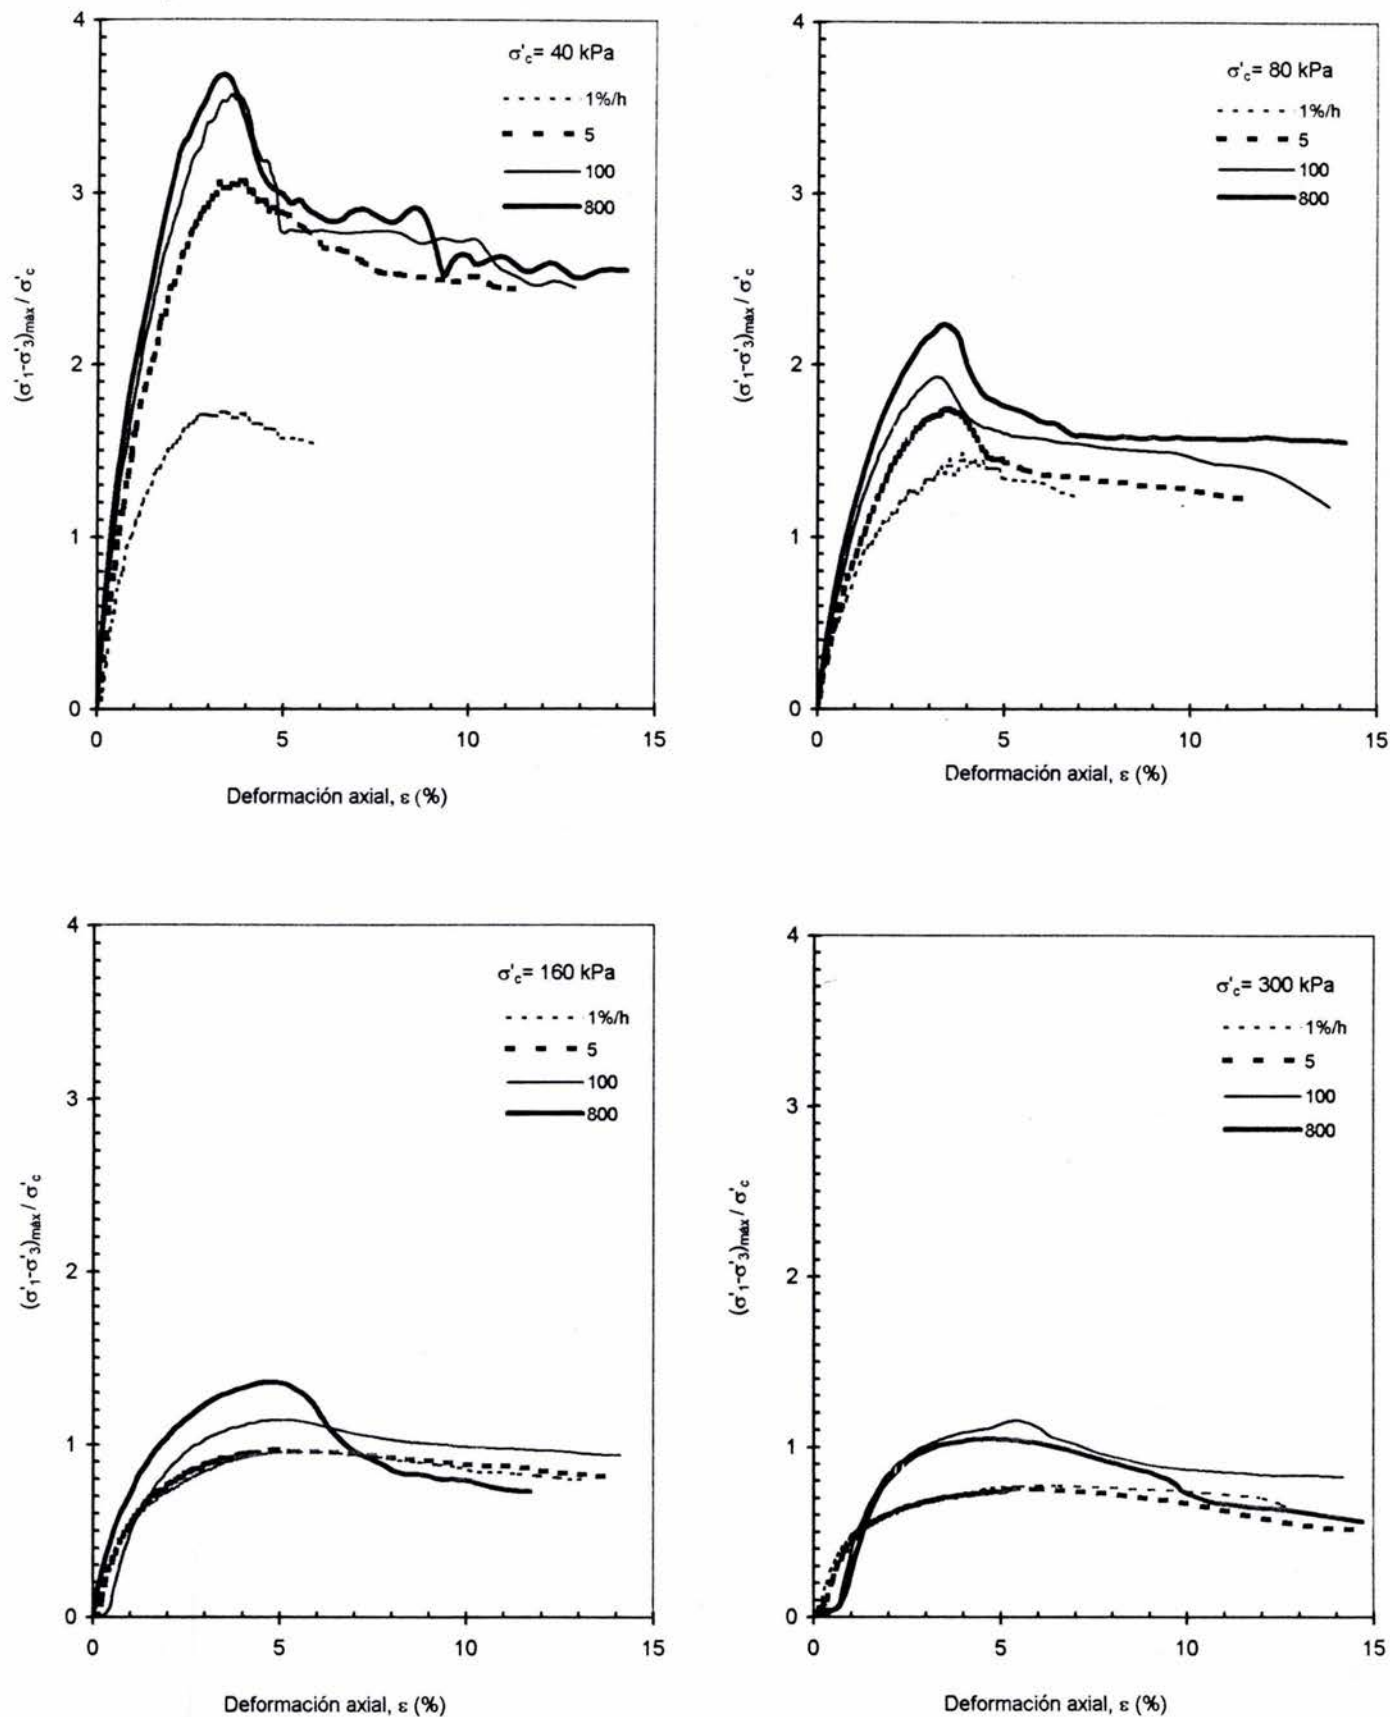 σ'c= 40 kPa
1%/h
5
100
800
4
3
2
1
0
(σ'1-σ'3)máx / σ'c
0 5 10 15
Deformación axial, ε (%)
σ'c= 80 kPa
1%/h
5
100
800
4
3
2
1
0
(σ'1-σ'3)máx / σ'c
0 5 10 15
Deformación axial, ε (%)
σ'c= 160 kPa
1%/h
5
100
800
4
3
2
1
0
(σ'1-σ'3)máx / σ'c
0 5 10 15
Deformación axial, ε (%)
σ'c= 300 kPa
1%/h
5
100
800
4
3
2
1
0
(σ'1-σ'3)máx / σ'c
0 5 10 15
Deformación axial, ε (%)